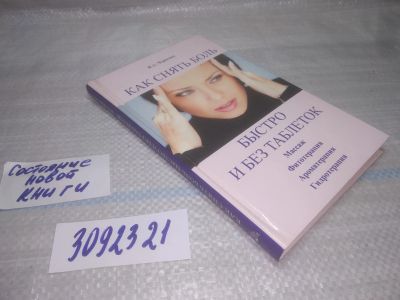 КАК СНЯТЬ БОЛЬ
БЫСТРО
И БЕЗ ТАБЛЕТОК
Массаж
Фитотерапия
Ароматерапия
Гидротерапия
Состояние
новой
книги
3092321